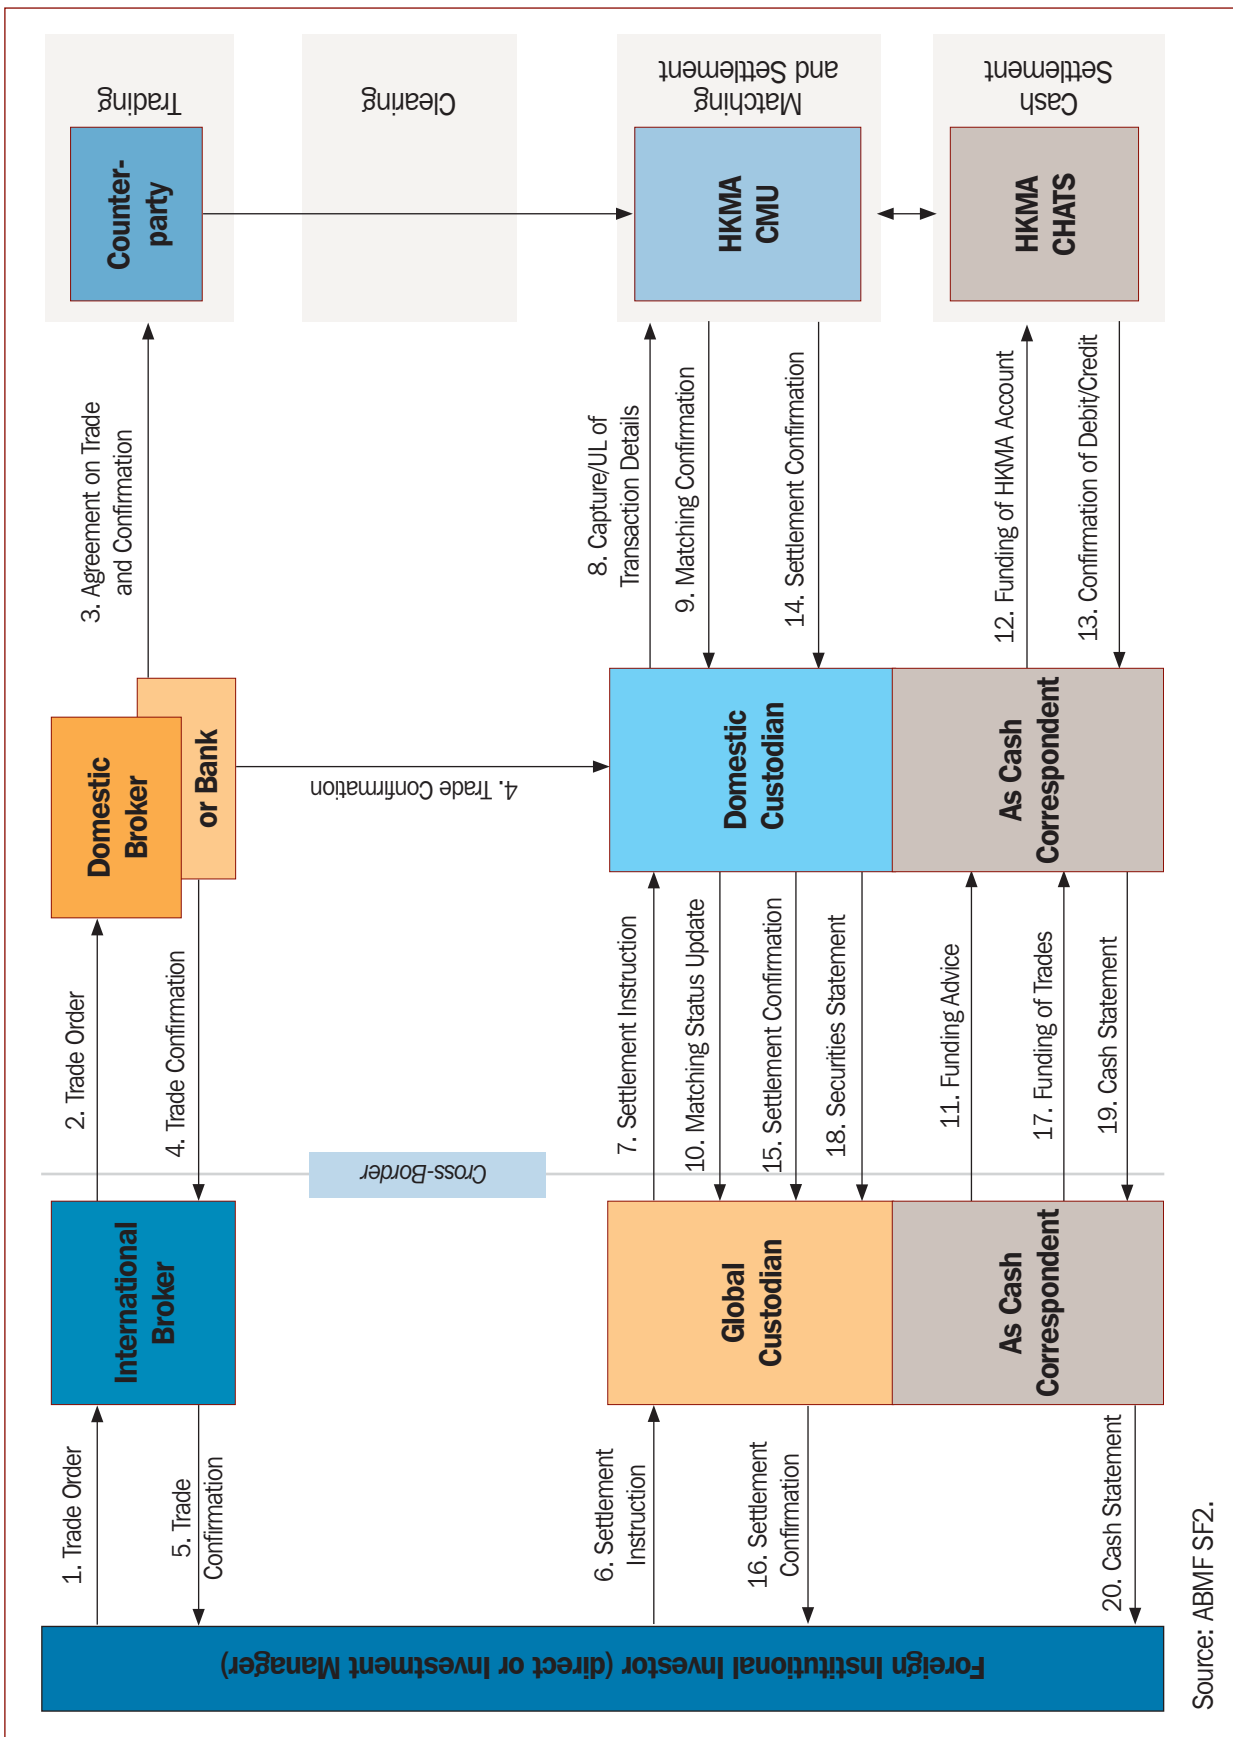 Foreign Institutional Investor (direct or Investment Manager)
1. Trade Order
5. Trade
Confirmation
International
Broker
2. Trade Order
4. Trade Confirmation
Domestic
Broker
or Bank
3. Agreement on Trade
and Confirmation
Counter-
party
Trading
Clearing
Cross-Border
4. Trade Confirmation
6. Settlement
Instruction
16. Settlement
Confirmation
Global
Custodian
7. Settlement Instruction
10. Matching Status Update
15. Settlement Confirmation
18. Securities Statement
Domestic
Custodian
8. Capture/UL of
Transaction Details
9. Matching Confirmation
14. Settlement Confirmation
HKMA
CMU
Matching
and Settlement
20. Cash Statement
As Cash
Correspondent
11. Funding Advice
17. Funding of Trades
19. Cash Statement
As Cash
Correspondent
12. Funding of HKMA Account
13. Confirmation of Debit/Credit
HKMA
CHATS
Cash
Settlement
Source: ABMF SF2.